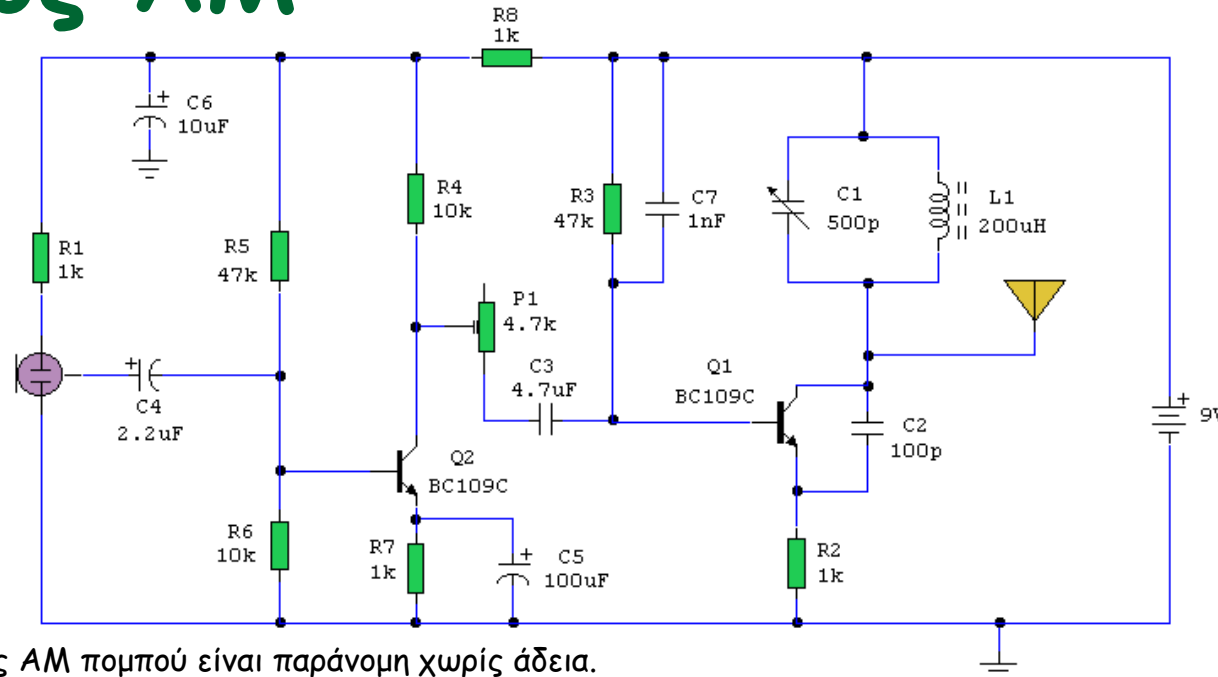 AM
R8
1k
C6
10uF
R4
10k
R3
47k
C7
1nF
C1
500p
L1
200uH
R1
1k
R5
47k
P1
4.7k
C3
4.7uF
Q1
BC109C
C4
2.2uF
C2
100p
Q2
BC109C
R6
10k
R7
1k
C5
100uF
R2
1k
ΑΜ πομπού είναι παράνομη χωρίς άδεια.